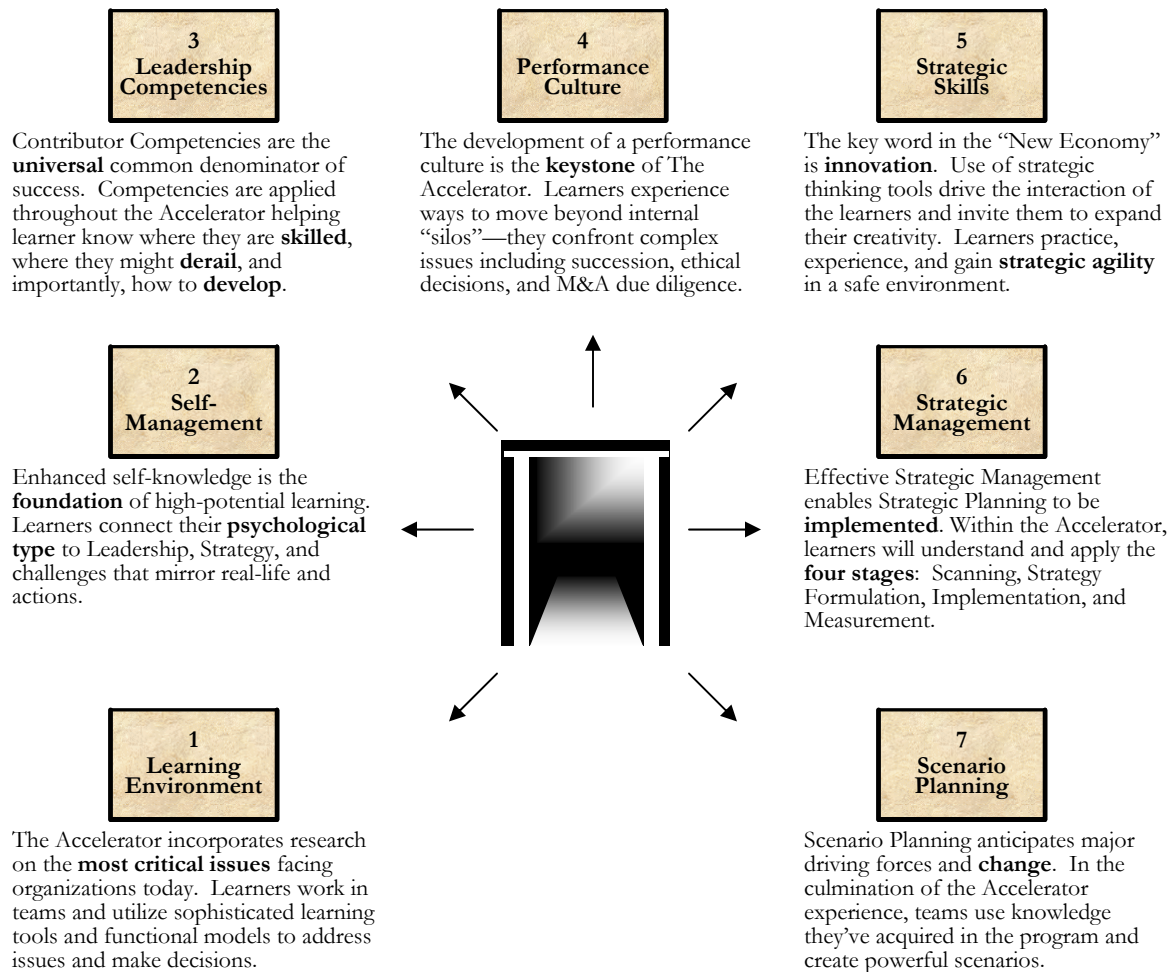 3
Leadership
Competencies
Contributor Competencies are the
universal common denominator of
success.  Competencies are applied
throughout the Accelerator helping
learner know where they are skilled,
where they might derail, and
importantly, how to develop.
4
Performance
Culture
The development of a performance
culture is the keystone of The
Accelerator.  Learners experience
ways to move beyond internal
“silos”—they confront complex
issues including succession, ethical
decisions, and M&A due diligence.
5
Strategic
Skills
The key word in the “New Economy”
is innovation.  Use of strategic
thinking tools drive the interaction of
the learners and invite them to expand
their creativity.  Learners practice,
experience, and gain strategic agility
in a safe environment.
2
Self-
Management
Enhanced self-knowledge is the
foundation of high-potential learning.
Learners connect their psychological
type to Leadership, Strategy, and
challenges that mirror real-life and
actions.
6
Strategic
Management
Effective Strategic Management
enables Strategic Planning to be
implemented. Within the Accelerator,
learners will understand and apply the
four stages:  Scanning, Strategy
Formulation, Implementation, and
Measurement.
1
Learning
Environment
The Accelerator incorporates research
on the most critical issues facing
organizations today.  Learners work in
teams and utilize sophisticated learning
tools and functional models to address
issues and make decisions.
7
Scenario
Planning
Scenario Planning anticipates major
driving forces and change.  In the
culmination of the Accelerator
experience, teams use knowledge
they’ve acquired in the program and
create powerful scenarios.